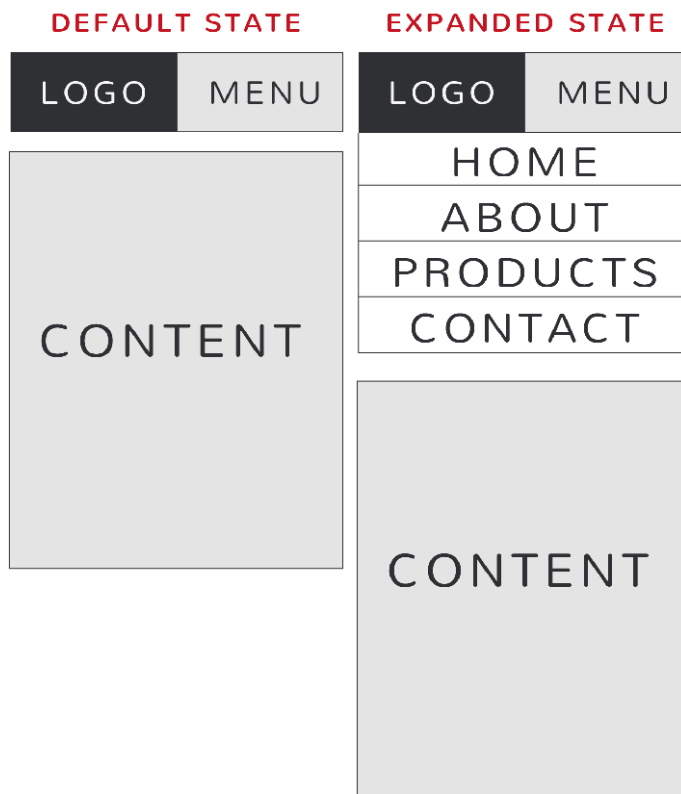 DEFAULT STATE
LOGO MENU
CONTENT
EXPANDED STATE
LOGO MENU
HOME
ABOUT
PRODUCTS
CONTACT
CONTENT